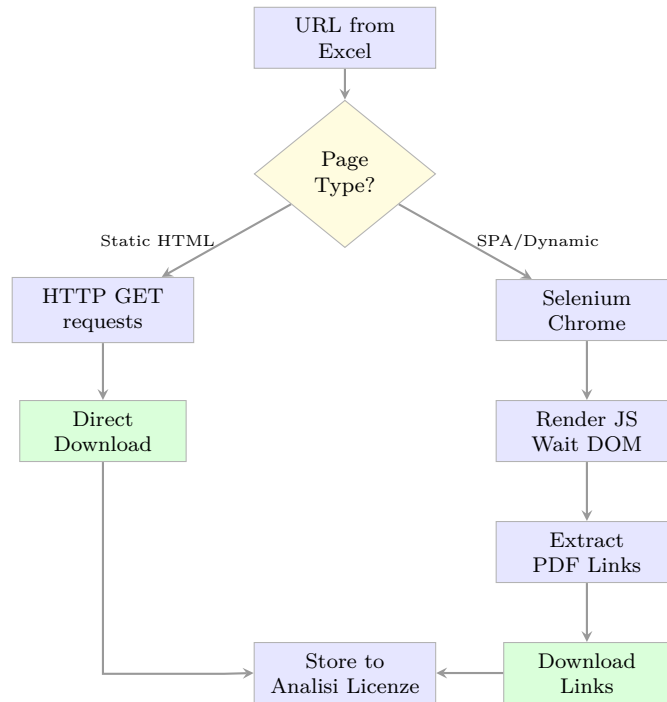 URL from
Excel
Page
Type?
Static HTML
SPA/Dynamic
HTTP GET
requests
Selenium
Chrome
Direct
Download
Render JS
Wait DOM
Extract
PDF Links
Store to
Analisi Licenze
Download
Links